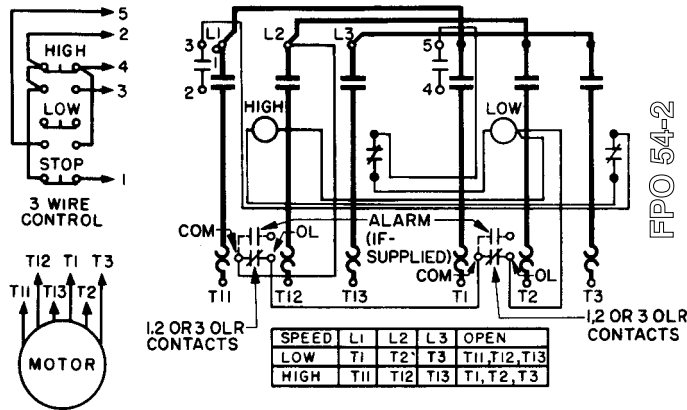 5
2
HIGH
4
3
LOW
STOP
1
3 WIRE
CONTROL
T12 T1 T3
T11 T13 T2
MOTOR
3 L1 L2 L3 5
1
2 4
HIGH LOW
COM OL ALARM
(IF-
SUPPLIED)
COM OL
T11 T12 T13 T1 T2 T3
1,2 OR 3 OLR
CONTACTS
1,2 OR 3 OLR
CONTACTS
SPEED L1 L2 L3 OPEN
LOW T1 T2 T3 T11,T12,T13
HIGH T11 T12 T13 T1,T2,T3
FPO 54-2